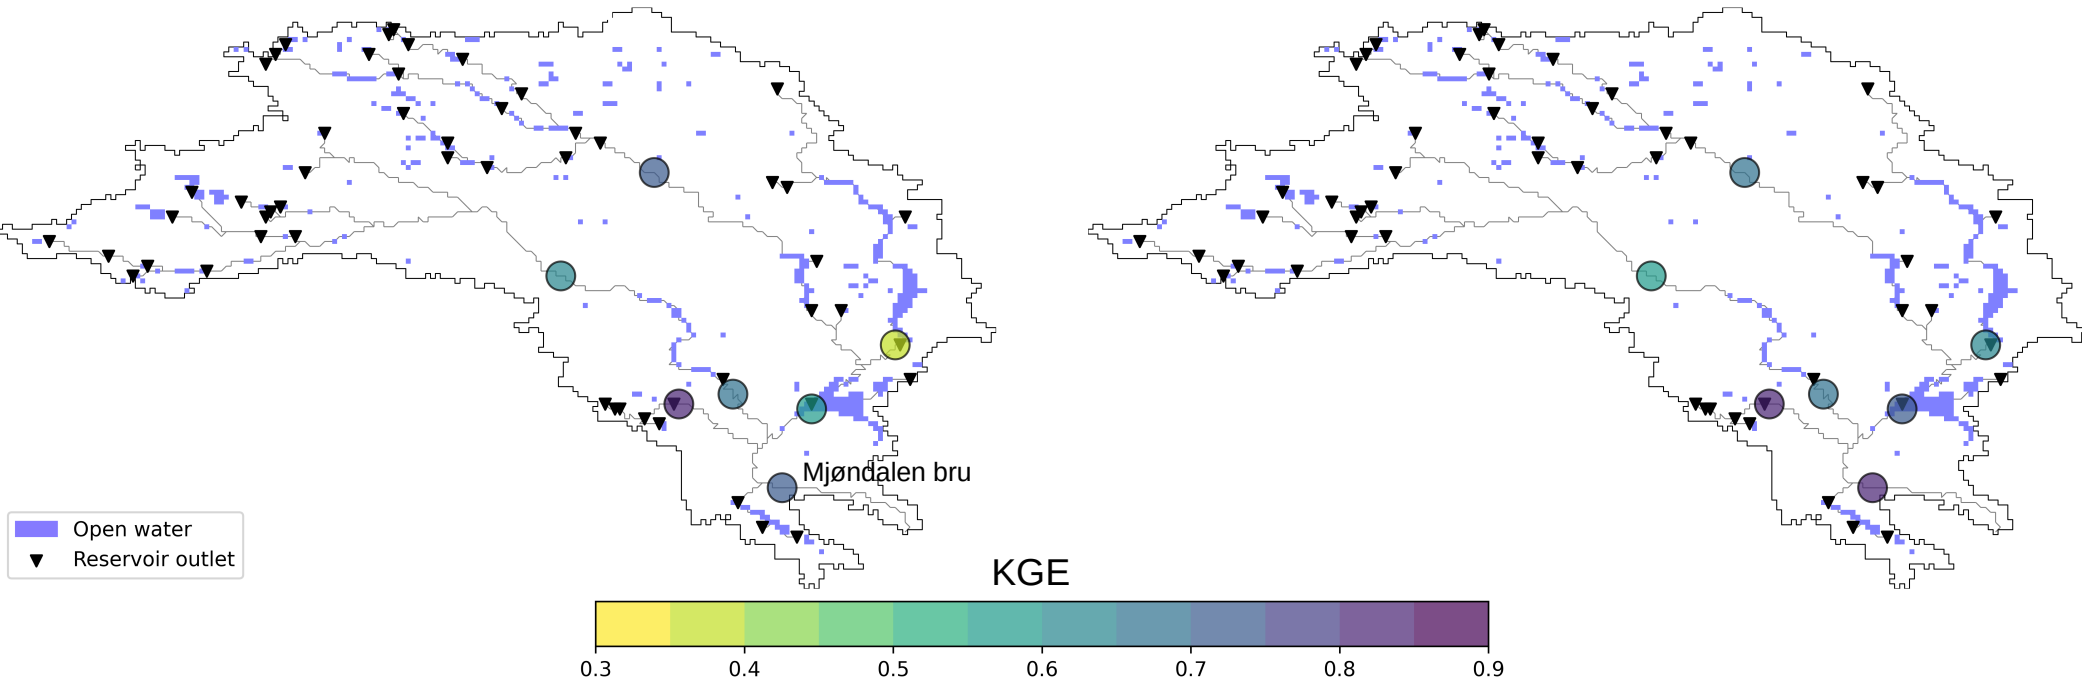 Mjøndalen bru
Open water
Reservoir outlet
KGE
0.3 0.4 0.5 0.6 0.7 0.8 0.9